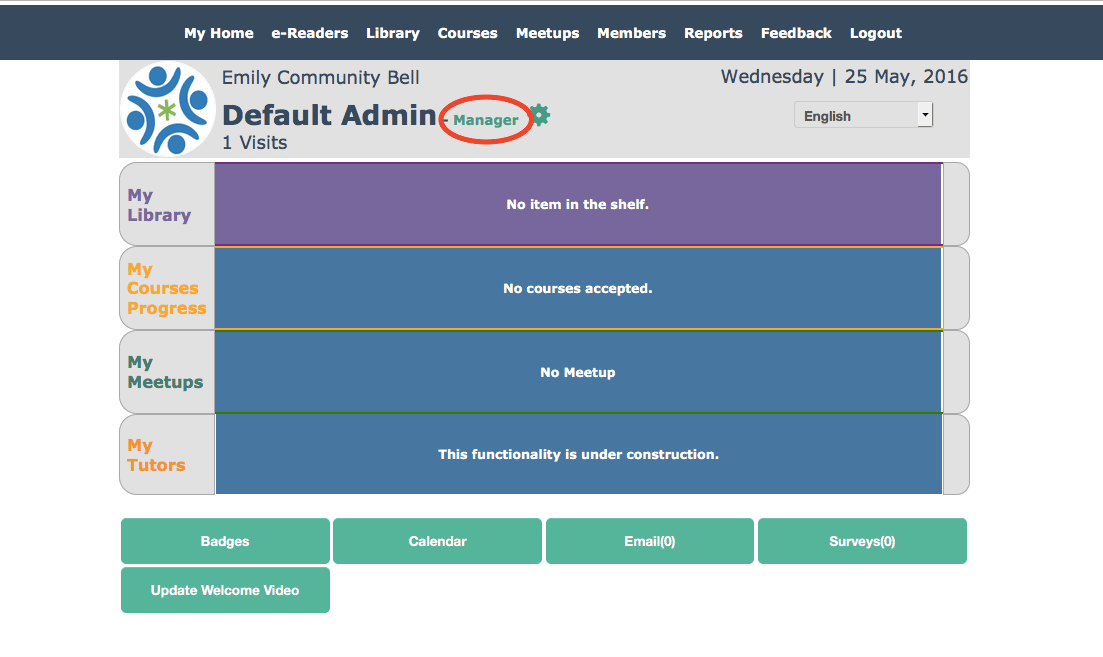 My Home e-Readers Library Courses Meetups Members Reports Feedback Logout
Emily Community Bell
Wednesday | 25 May, 2016
Default Admin - Manager
English
1 Visits
My
Library
No item in the shelf.
My
Courses
Progress
No courses accepted.
My
Meetups
No Meetup
My
Tutors
This functionality is under construction.
Badges Calendar Email(0) Surveys(0)
Update Welcome Video